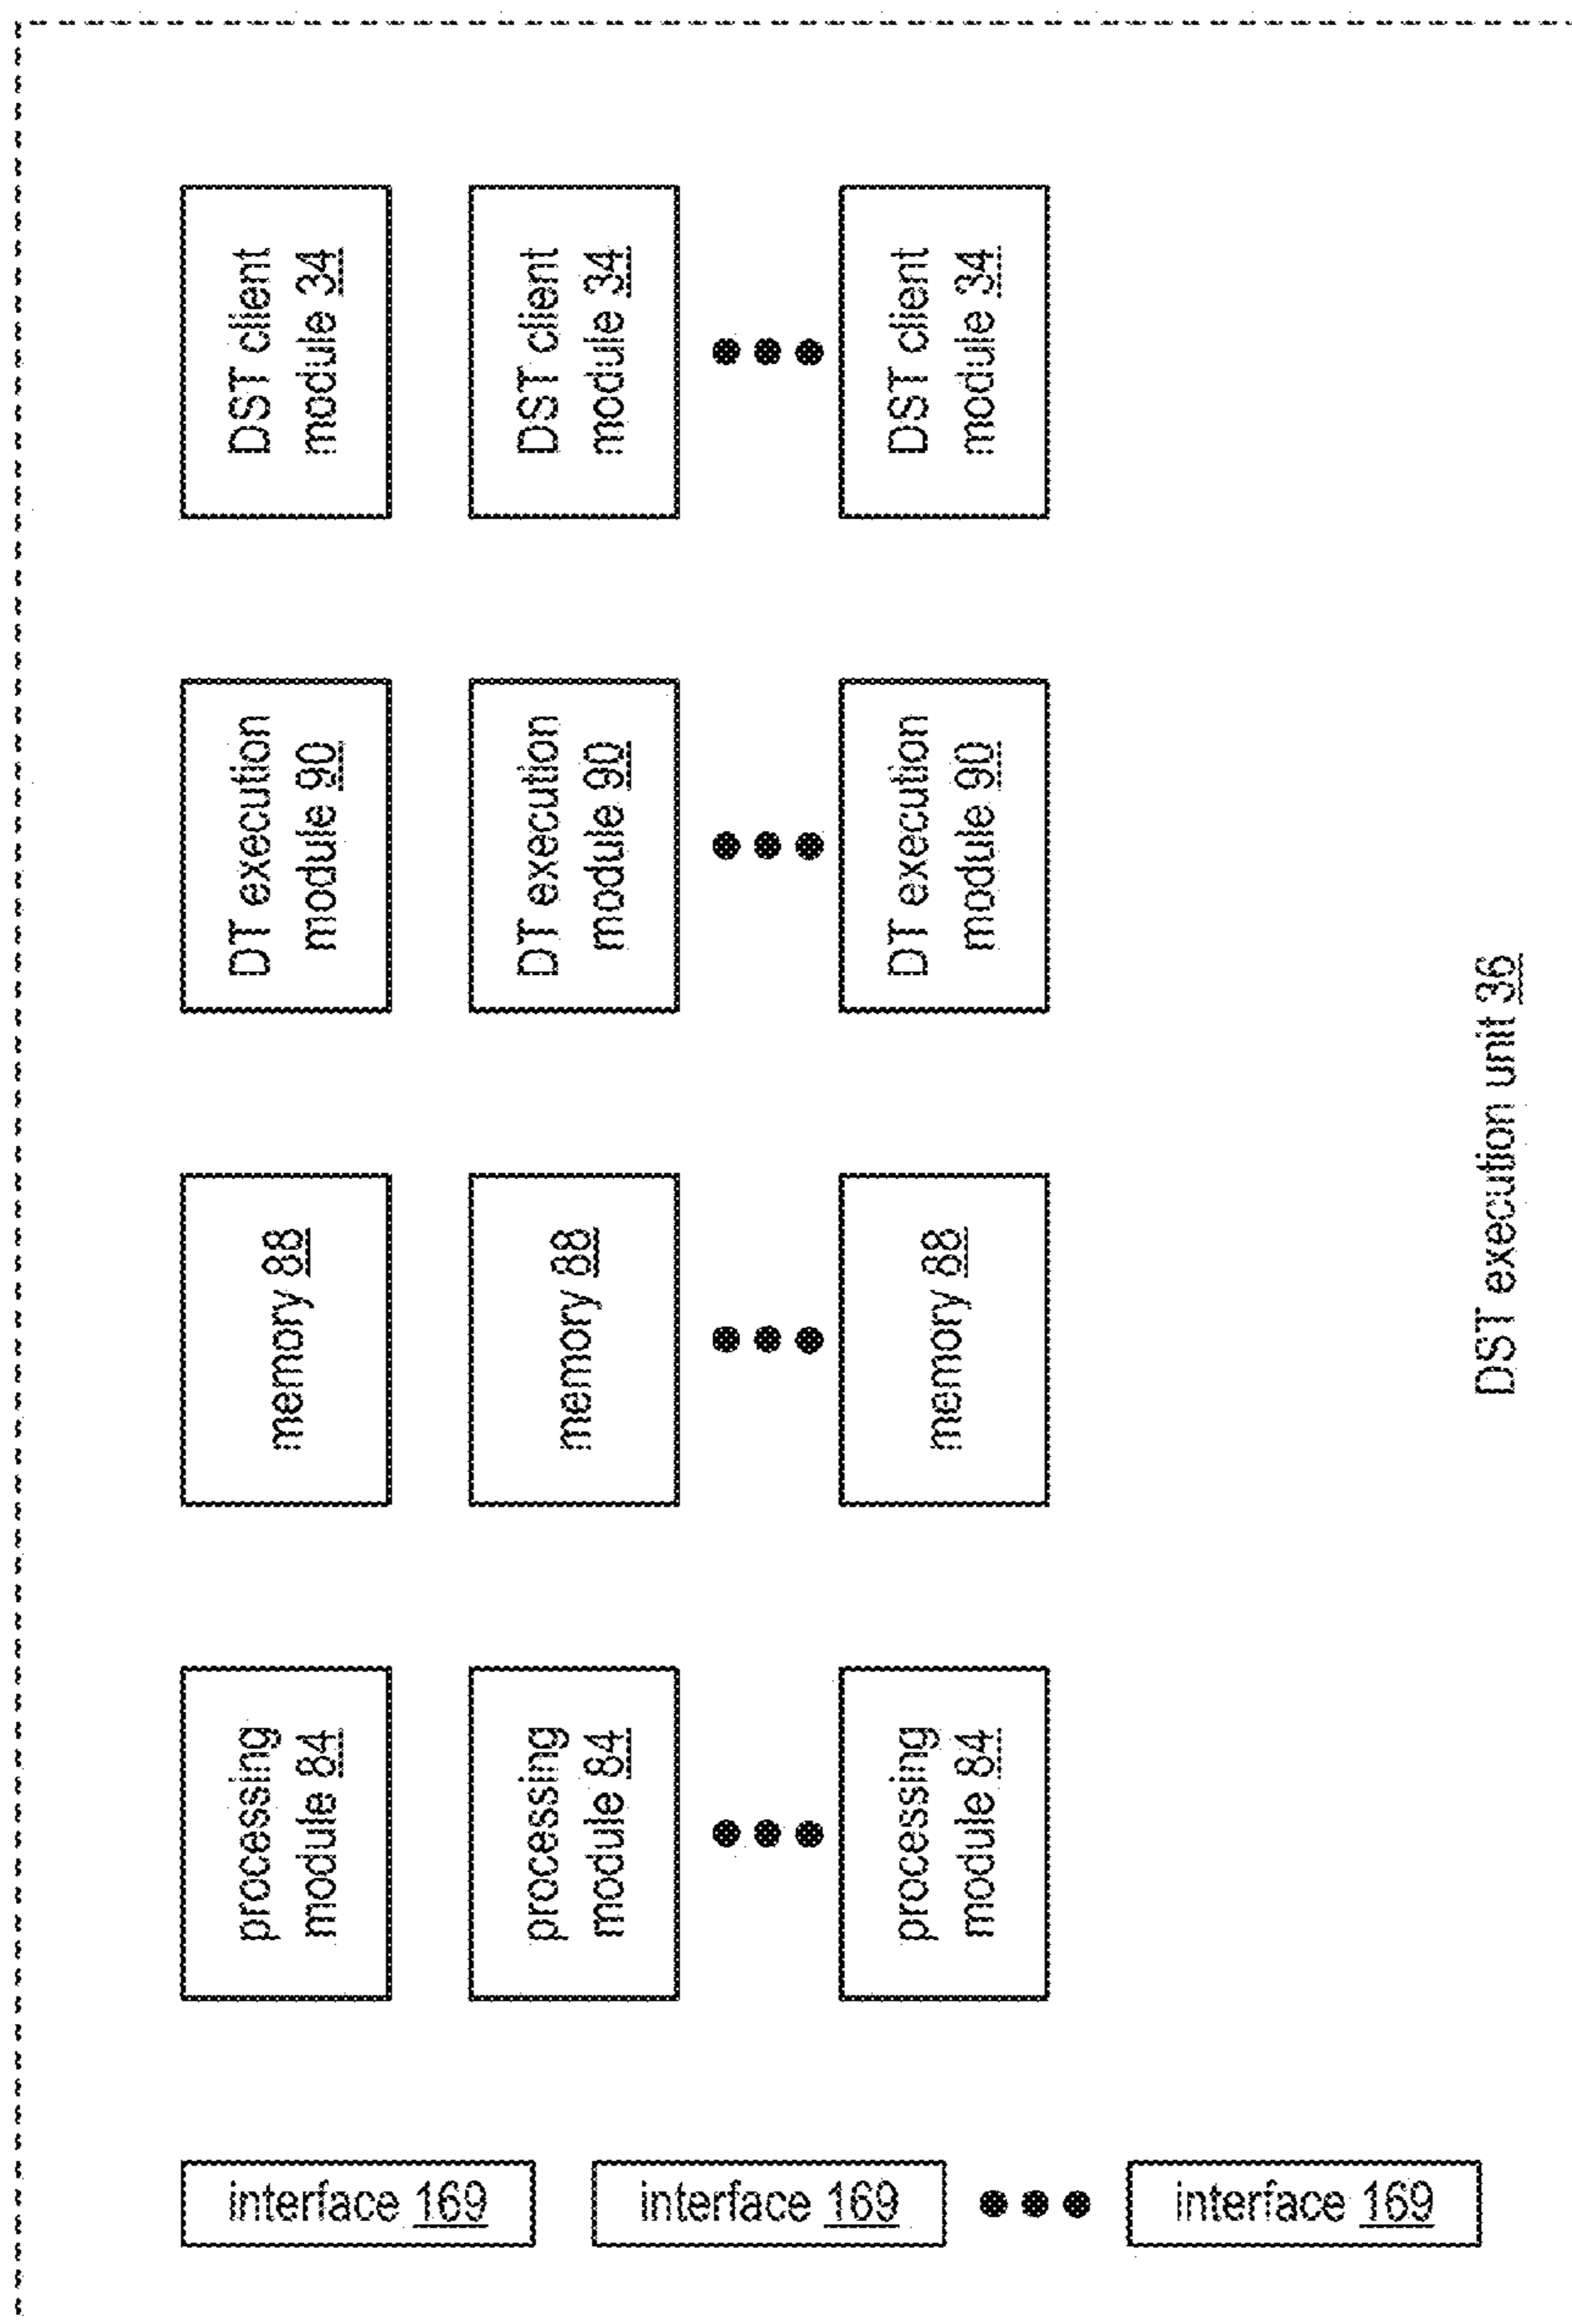 DST client
module 34
DST client
module 34
DST client
module 34
DT execution
module 90
DT execution
module 90
DT execution
module 90
memory 88
memory 88
memory 88
processing
module 84
processing
module 84
processing
module 84
interface 169
interface 169
interface 169
DST execution unit 36